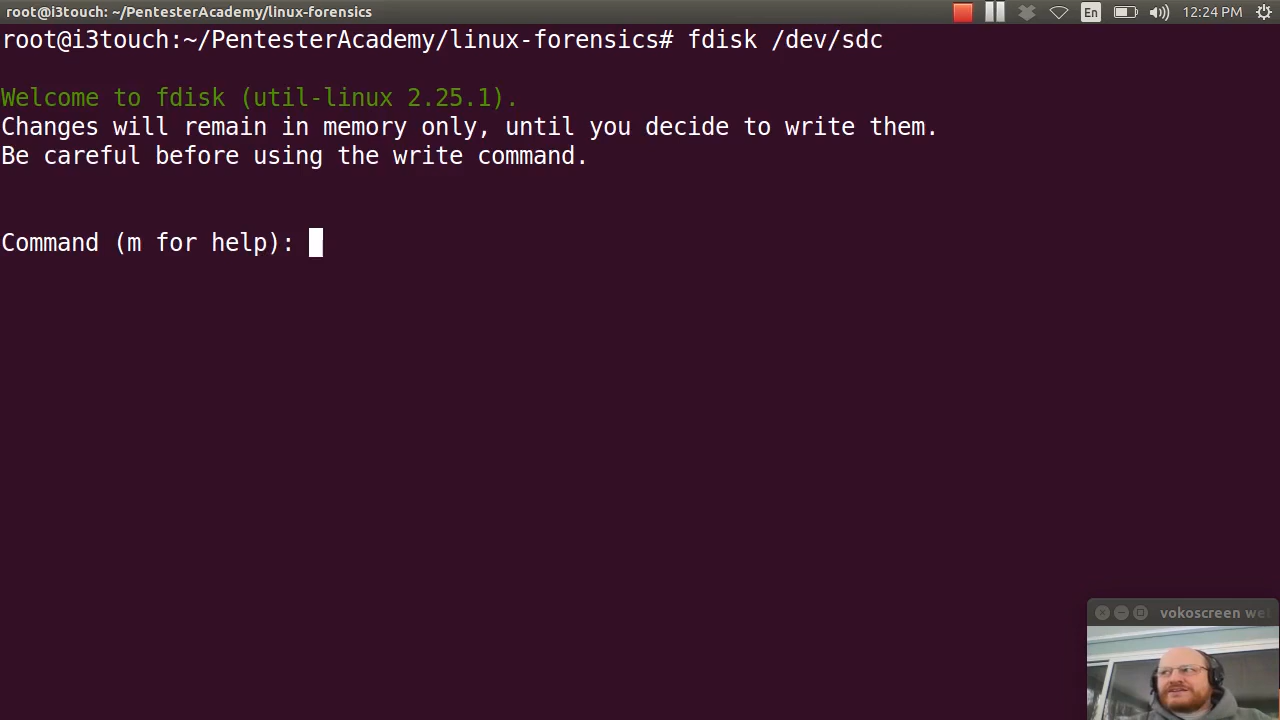 root@i3touch: ~/PentesterAcademy/linux-forensics
En
12:24 PM
root@i3touch:~/PentesterAcademy/linux-forensics# fdisk /dev/sdc
Welcome to fdisk (util-linux 2.25.1).
Changes will remain in memory only, until you decide to write them.
Be careful before using the write command.
Command (m for help):
vokoscreen we